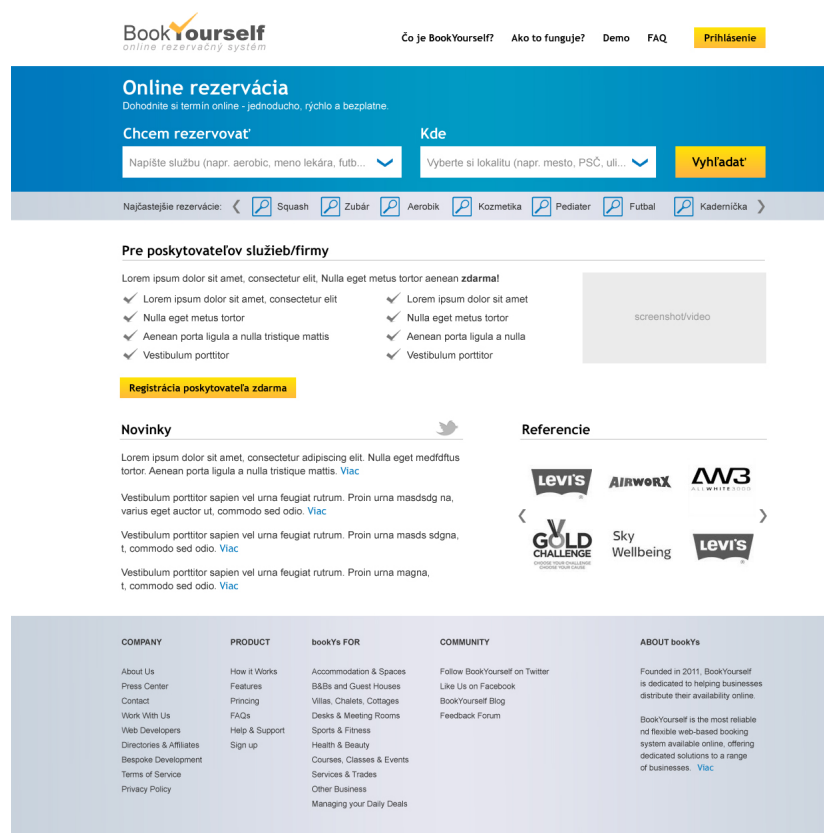 BookYourself
online rezervačný systém
Čo je BookYourself? Ako to funguje? Demo FAQ Prihlásenie
Online rezervácia
Dohodnite si termín online - jednoducho, rýchlo a bezplatne.
Chcem rezervovať Kde
Napíšte službu (napr. aerobic, meno lekára, futb... Vyberte si lokalitu (napr. mesto, PSČ, uli... Vyhľadať
Najčastejšie rezervácie: Squash Zubár Aerobik Kozmetika Pediater Futbal Kaderníčka
Pre poskytovateľov služieb/firmy
Lorem ipsum dolor sit amet, consectetur elit, Nulla eget metus tortor aenean zdarma!
Lorem ipsum dolor sit amet, consectetur elit Lorem ipsum dolor sit amet
Nulla eget metus tortor Nulla eget metus tortor
screenshot/video
Aenean porta ligula a nulla tristique mattis Aenean porta ligula a nulla
Vestibulum porttitor Vestibulum porttitor
Registrácia poskytovateľa zdarma
Novinky
Lorem ipsum dolor sit amet, consectetur adipiscing elit. Nulla eget medfdftus
tortor. Aenean porta ligula a nulla tristique mattis. Viac
Vestibulum porttitor sapien vel urna feugiat rutrum. Proin urna masdsdg na,
varius eget auctor ut, commodo sed odio. Viac
Vestibulum porttitor sapien vel urna feugiat rutrum. Proin urna masds sdgna,
t, commodo sed odio. Viac
Vestibulum porttitor sapien vel urna feugiat rutrum. Proin urna magna,
t, commodo sed odio. Viac
Referencie
LEVI'S AIRWORX AW3
ALLWHITE3000
GOLD
CHALLENGE
CHOOSE YOUR CHALLENGE
CHOOSE YOUR CAUSE
Sky
Wellbeing
LEVI'S
COMPANY
About Us
Press Center
Contact
Work With Us
Web Developers
Directories & Affiliates
Bespoke Development
Terms of Service
Privacy Policy
PRODUCT
How it Works
Features
Princing
FAQs
Help & Support
Sign up
bookYs FOR
Accommodation & Spaces
B&Bs and Guest Houses
Villas, Chalets, Cottages
Desks & Meeting Rooms
Sports & Fitness
Health & Beauty
Courses, Classes & Events
Services & Trades
Other Business
Managing your Daily Deals
COMMUNITY
Follow BookYourself on Twitter
Like Us on Facebook
BookYourself Blog
Feedback Forum
ABOUT bookYs
Founded in 2011, BookYourself
is dedicated to helping businesses
distribute their availability online.
BookYourself is the most reliable
nd flexible web-based booking
system available online, offering
dedicated solutions to a range
of businesses. Viac